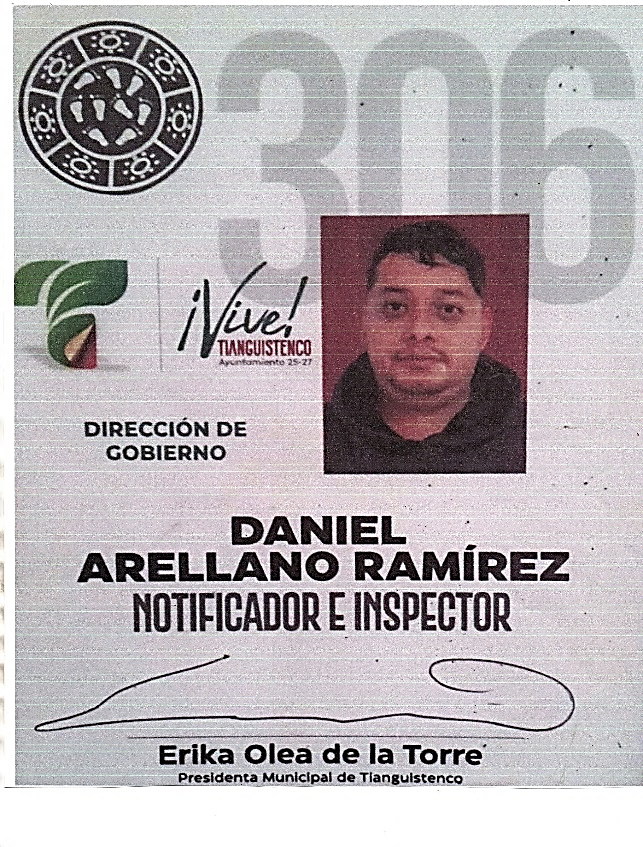 306
¡Vive!
TIANGUISTENCO
Ayuntamiento 25-27
DIRECCIÓN DE
GOBIERNO
DANIEL
ARELLANO RAMÍREZ
NOTIFICADOR E INSPECTOR
Erika Olea de la Torre
Presidenta Municipal de Tianguistenco